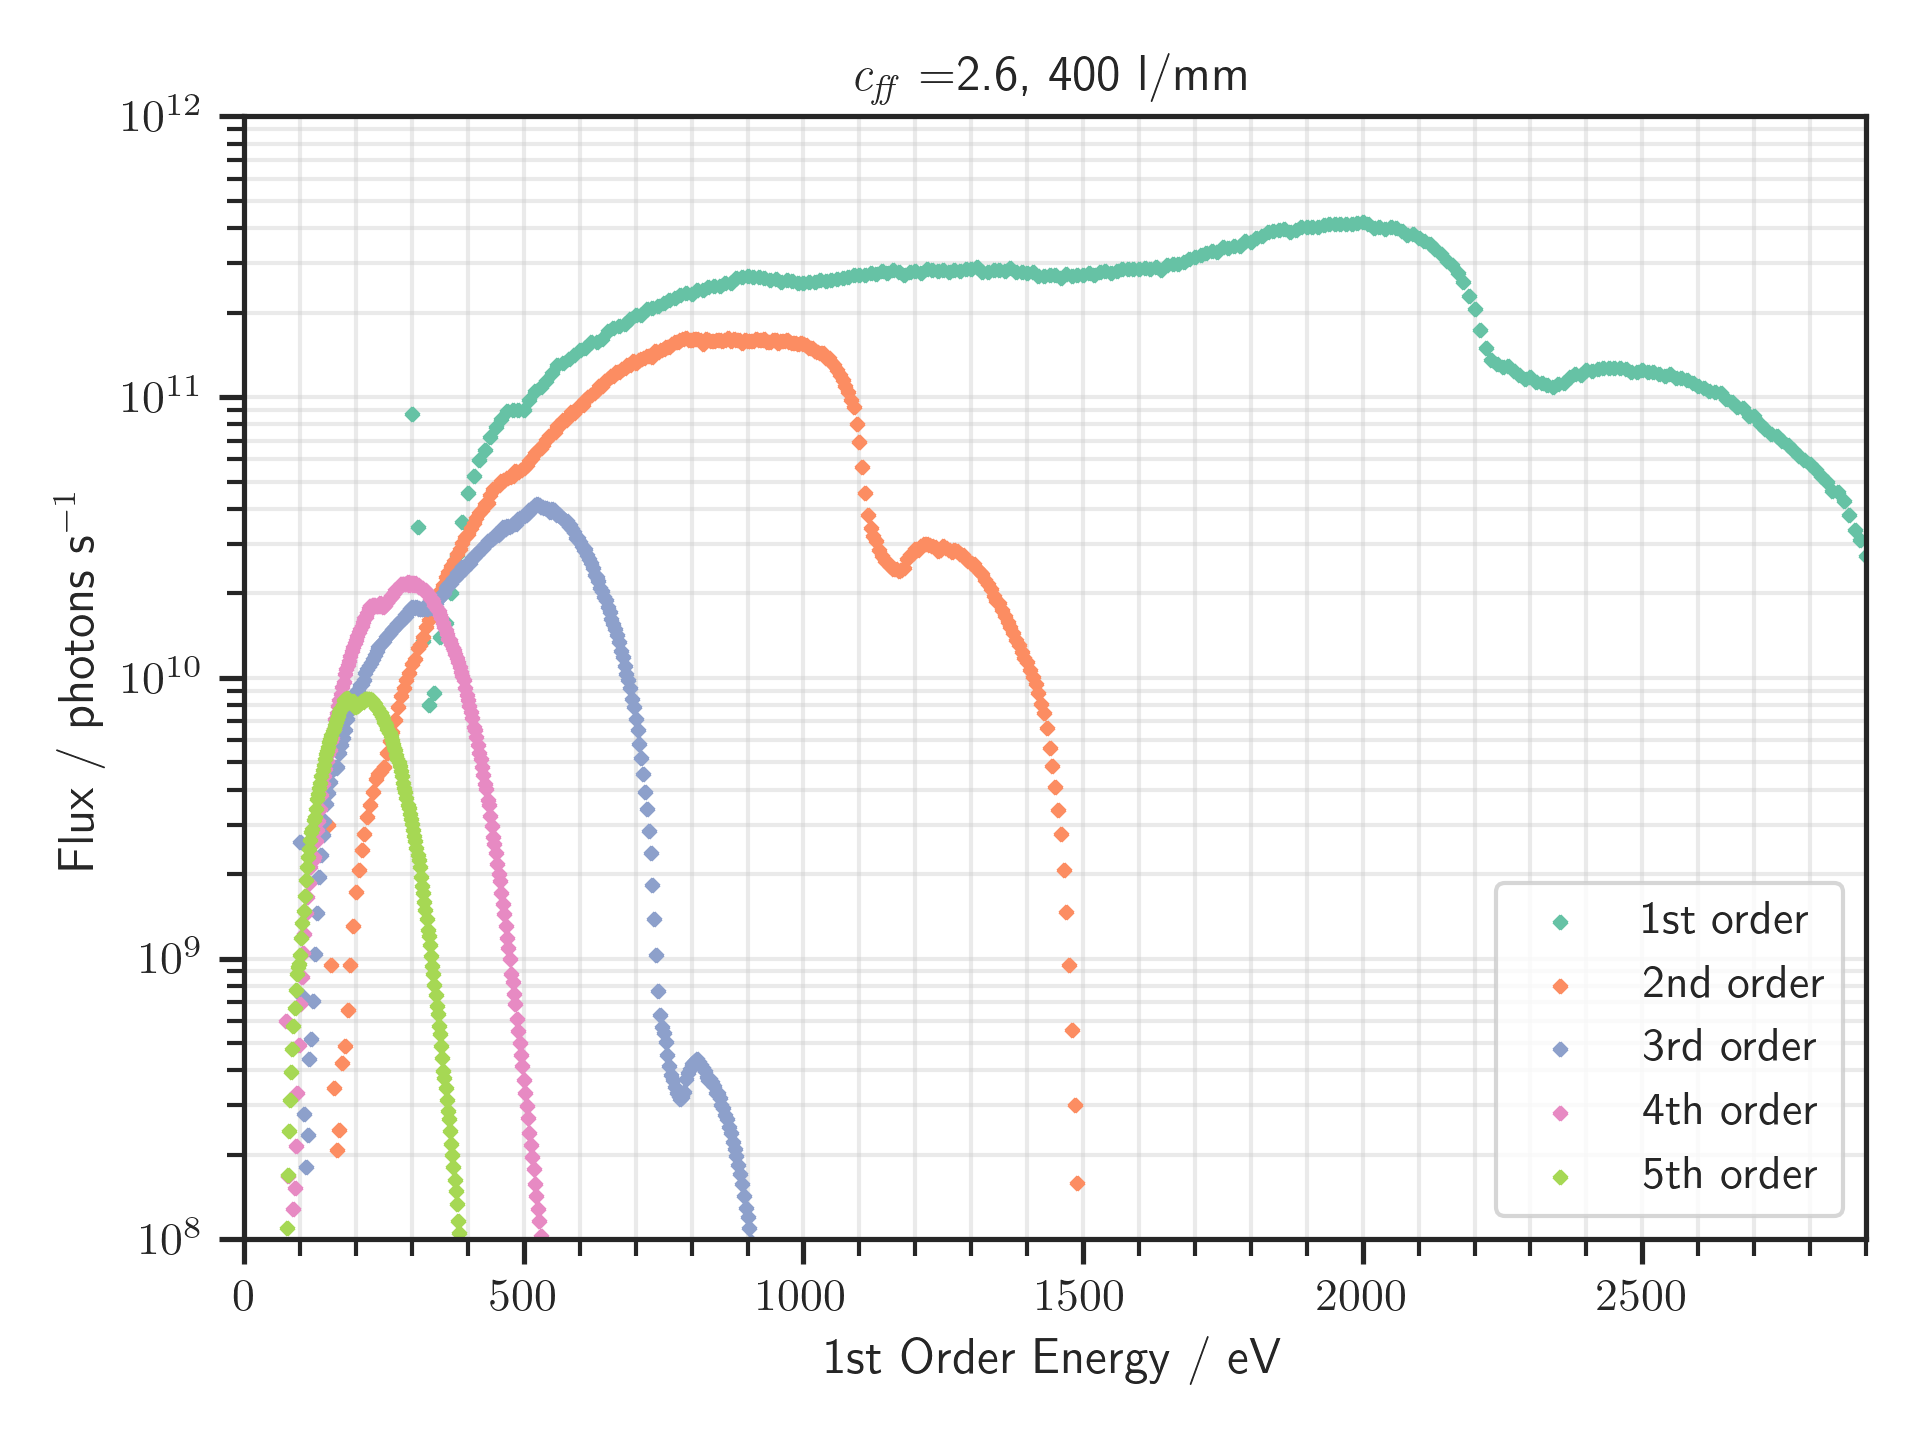 c_ff =2.6, 400 l/mm
10^12
10^11
10^10
10^9
10^8
Flux / photons s^−1
0 500 1000 1500 2000 2500
1st Order Energy / eV
1st order
2nd order
3rd order
4th order
5th order